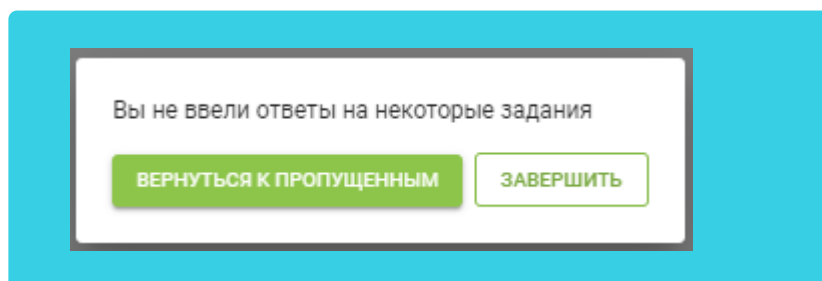 Вы не ввели ответы на некоторые задания
ВЕРНУТЬСЯ К ПРОПУЩЕННЫМ
ЗАВЕРШИТЬ